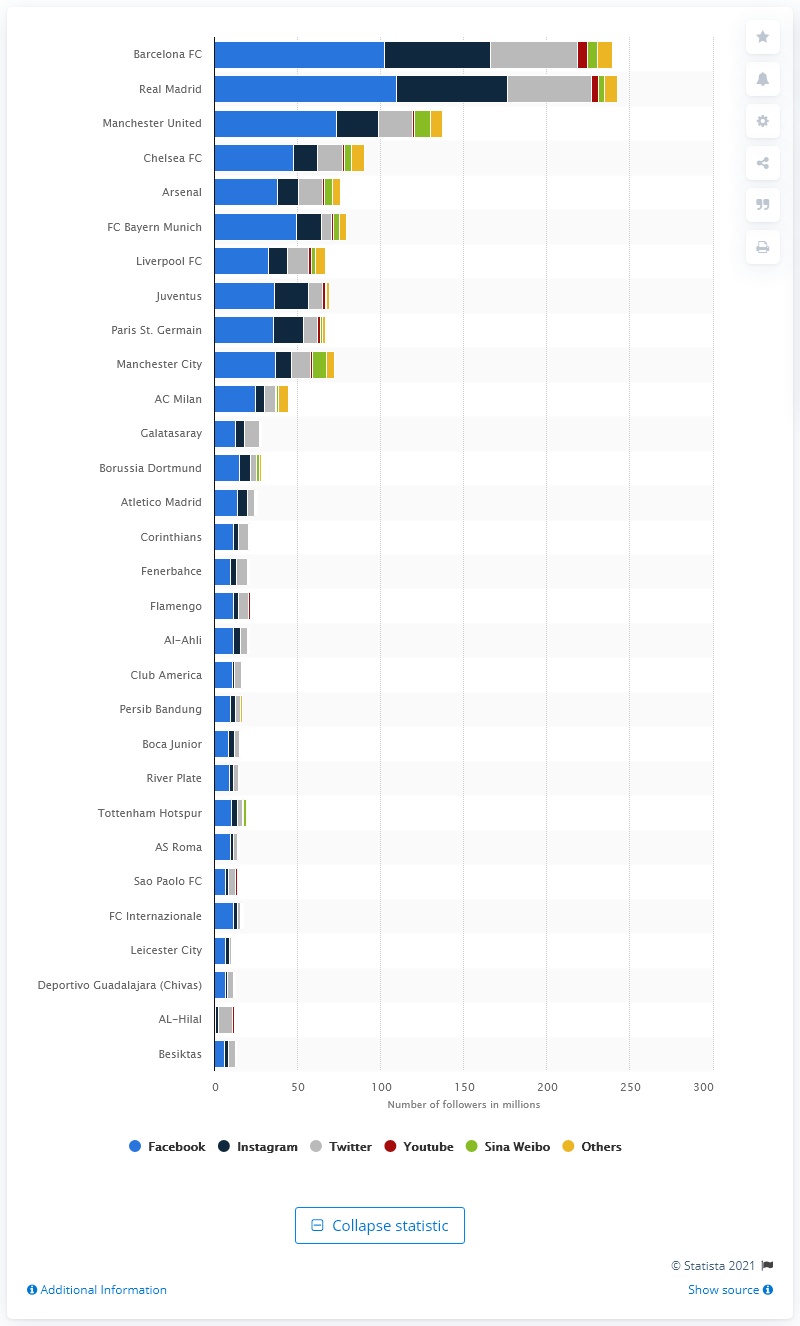 Barcelona FC
Real Madrid
Manchester United
Chelsea FC
Arsenal
FC Bayern Munich
Liverpool FC
Juventus
Paris St. Germain
Manchester City
AC Milan
Galatasaray
Borussia Dortmund
Atletico Madrid
Corinthians
Fenerbahce
Flamengo
Al-Ahli
Club America
Persib Bandung
Boca Junior
River Plate
Tottenham Hotspur
AS Roma
Sao Paolo FC
FC Internazionale
Leicester City
Deportivo Guadalajara (Chivas)
AL-Hilal
Besiktas
0 50 100 150 200 250 300
Number of followers in millions
Facebook Instagram Twitter Youtube Sina Weibo Others
Collapse statistic
© Statista 2021
Additional Information Show source